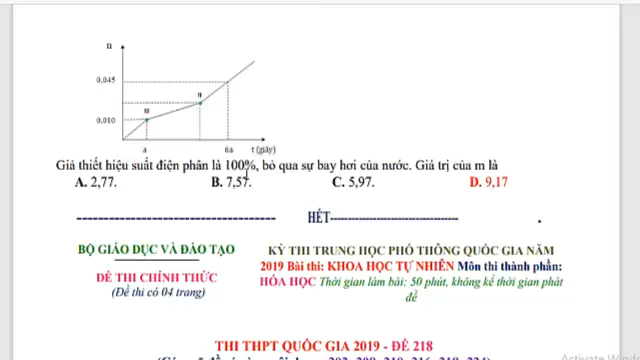 n
0,045
N
M
0,010
a 6a t (giây)
Giả thiết hiệu suất điện phân là 100%, bỏ qua sự bay hơi của nước. Giá trị của m là
A. 2,77. B. 7,57. C. 5,97. D. 9,17
HẾT
BỘ GIÁO DỤC VÀ ĐÀO TẠO
ĐỀ THI CHÍNH THỨC
(Đề thi có 04 trang)
KỲ THI TRUNG HỌC PHỔ THÔNG QUỐC GIA NĂM
2019 Bài thi: KHOA HỌC TỰ NHIÊN Môn thi thành phần:
HÓA HỌC Thời gian làm bài: 50 phút, không kể thời gian phát
đề
THI THPT QUỐC GIA 2019 - ĐỀ 218